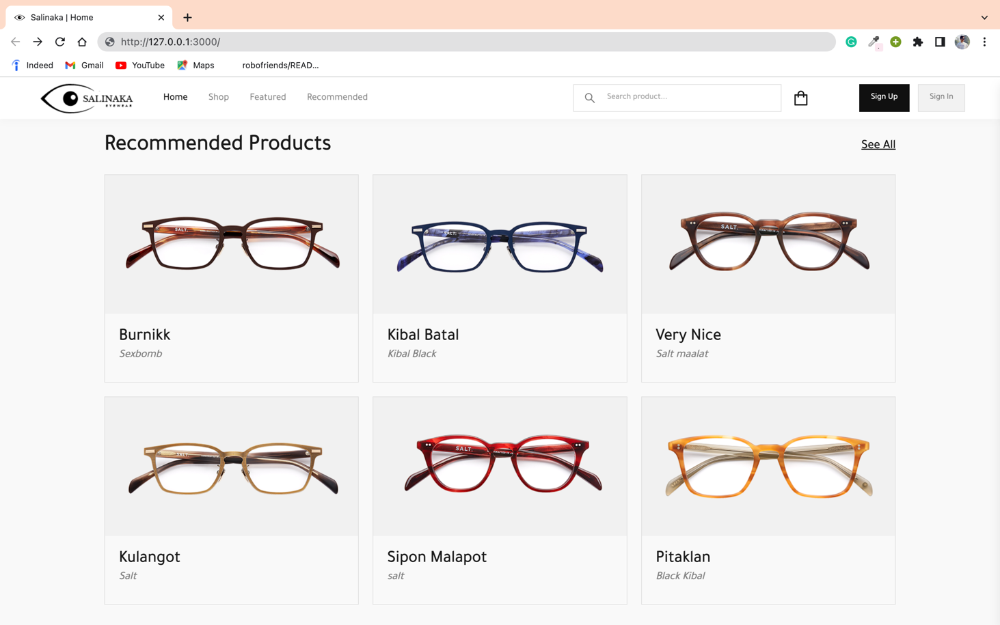 Salinaka | Home
http://127.0.0.1:3000/
Indeed Gmail YouTube Maps robofriends/READ...
SALINAKA
EYEWEAR
Home Shop Featured Recommended
Search product...
Sign Up Sign In
Recommended Products
See All
SALT.
SALT.
SALT.
Burnikk
Sexbomb
Kibal Batal
Kibal Black
Very Nice
Salt maalat
SALT.
SALT.
Kulangot
Salt
Sipon Malapot
salt
Pitaklan
Black Kibal